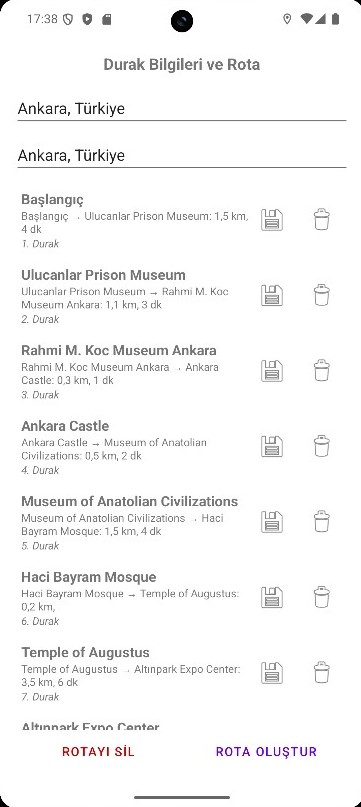 17:38
Durak Bilgileri ve Rota
Ankara, Türkiye
Ankara, Türkiye
Başlangıç
Başlangıç → Ulucanlar Prison Museum: 1,5 km,
4 dk
1. Durak
Ulucanlar Prison Museum
Ulucanlar Prison Museum → Rahmi M. Koc
Museum Ankara: 1,1 km, 3 dk
2. Durak
Rahmi M. Koc Museum Ankara
Rahmi M. Koc Museum Ankara → Ankara
Castle: 0,3 km, 1 dk
3. Durak
Ankara Castle
Ankara Castle → Museum of Anatolian
Civilizations: 0,5 km, 2 dk
4. Durak
Museum of Anatolian Civilizations
Museum of Anatolian Civilizations → Haci
Bayram Mosque: 1,5 km, 4 dk
5. Durak
Haci Bayram Mosque
Haci Bayram Mosque → Temple of Augustus:
0,2 km,
6. Durak
Temple of Augustus
Temple of Augustus → Altınpark Expo Center:
3,5 km, 6 dk
7. Durak
Altınpark Expo Center
ROTAYI SİL
ROTA OLUŞTUR